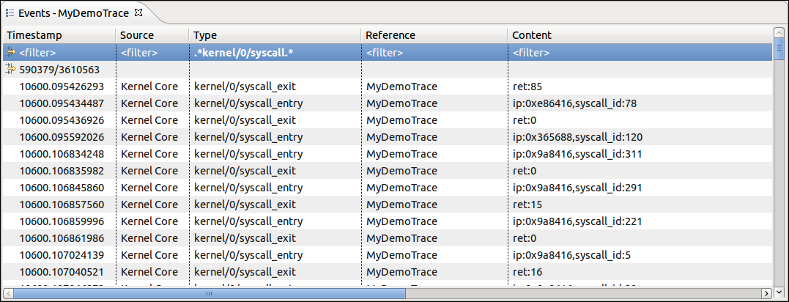 Events - MyDemoTrace
Timestamp Source Type Reference Content
<filter> <filter> .*kernel/0/syscall.* <filter> <filter>
590379/3610563
10600.095426293 Kernel Core kernel/0/syscall_exit MyDemoTrace ret:85
10600.095434487 Kernel Core kernel/0/syscall_entry MyDemoTrace ip:0xe86416,syscall_id:78
10600.095436926 Kernel Core kernel/0/syscall_exit MyDemoTrace ret:0
10600.095592026 Kernel Core kernel/0/syscall_entry MyDemoTrace ip:0x365688,syscall_id:120
10600.106834248 Kernel Core kernel/0/syscall_entry MyDemoTrace ip:0x9a8416,syscall_id:311
10600.106835982 Kernel Core kernel/0/syscall_exit MyDemoTrace ret:0
10600.106845860 Kernel Core kernel/0/syscall_entry MyDemoTrace ip:0x9a8416,syscall_id:291
10600.106857560 Kernel Core kernel/0/syscall_exit MyDemoTrace ret:15
10600.106859996 Kernel Core kernel/0/syscall_entry MyDemoTrace ip:0x9a8416,syscall_id:221
10600.106861986 Kernel Core kernel/0/syscall_exit MyDemoTrace ret:0
10600.107024139 Kernel Core kernel/0/syscall_entry MyDemoTrace ip:0x9a8416,syscall_id:5
10600.107040521 Kernel Core kernel/0/syscall_exit MyDemoTrace ret:16